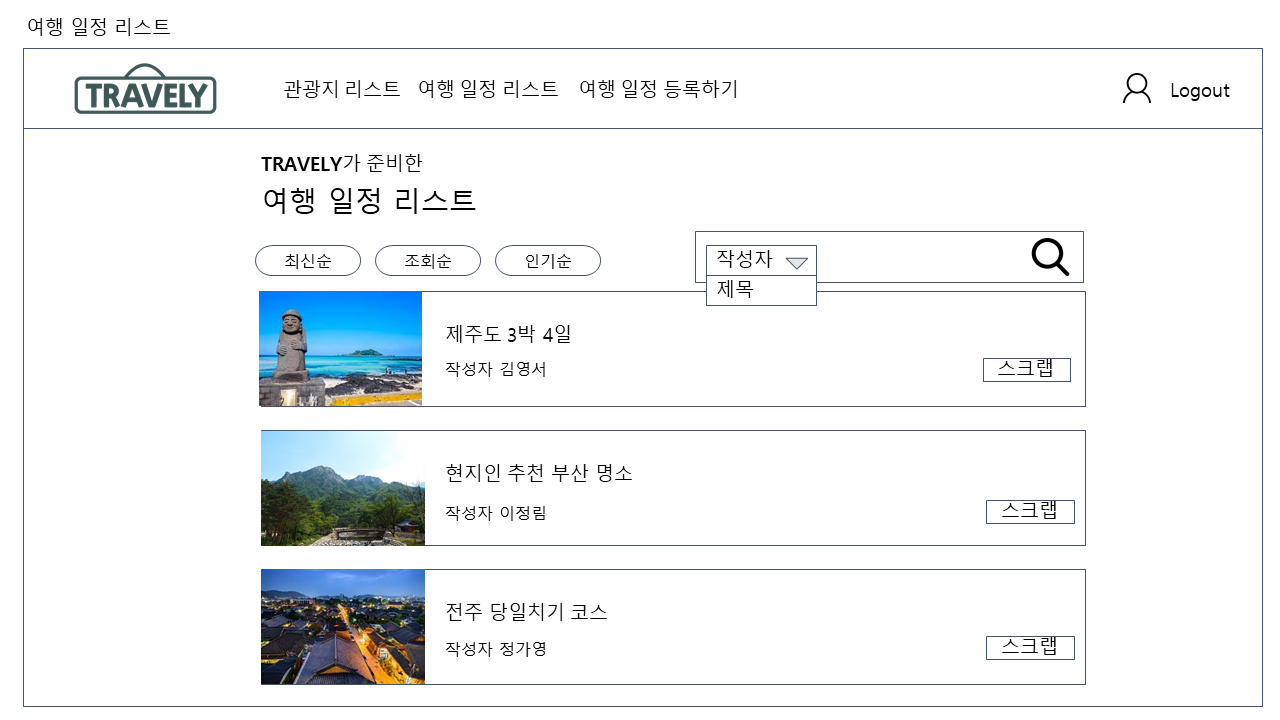 여행 일정 리스트
TRAVELY 관광지 리스트 여행 일정 리스트 여행 일정 등록하기 Logout
TRAVELY가 준비한
여행 일정 리스트
최신순 조회순 인기순 작성자
제목
제주도 3박 4일
작성자 김영서
스크랩
현지인 추천 부산 명소
작성자 이정림
스크랩
전주 당일치기 코스
작성자 정가영
스크랩